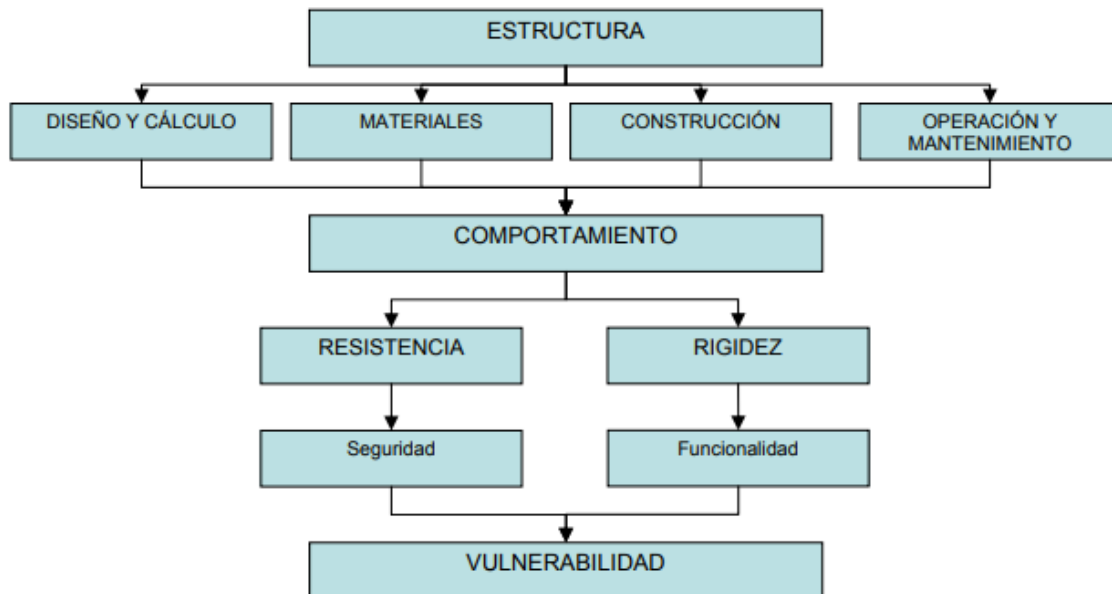 ESTRUCTURA
DISEÑO Y CÁLCULO
MATERIALES
CONSTRUCCIÓN
OPERACIÓN Y
MANTENIMIENTO
COMPORTAMIENTO
RESISTENCIA
RIGIDEZ
Seguridad
Funcionalidad
VULNERABILIDAD